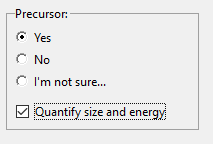 Precursor:
Yes
No
I'm not sure...
Quantify size and energy